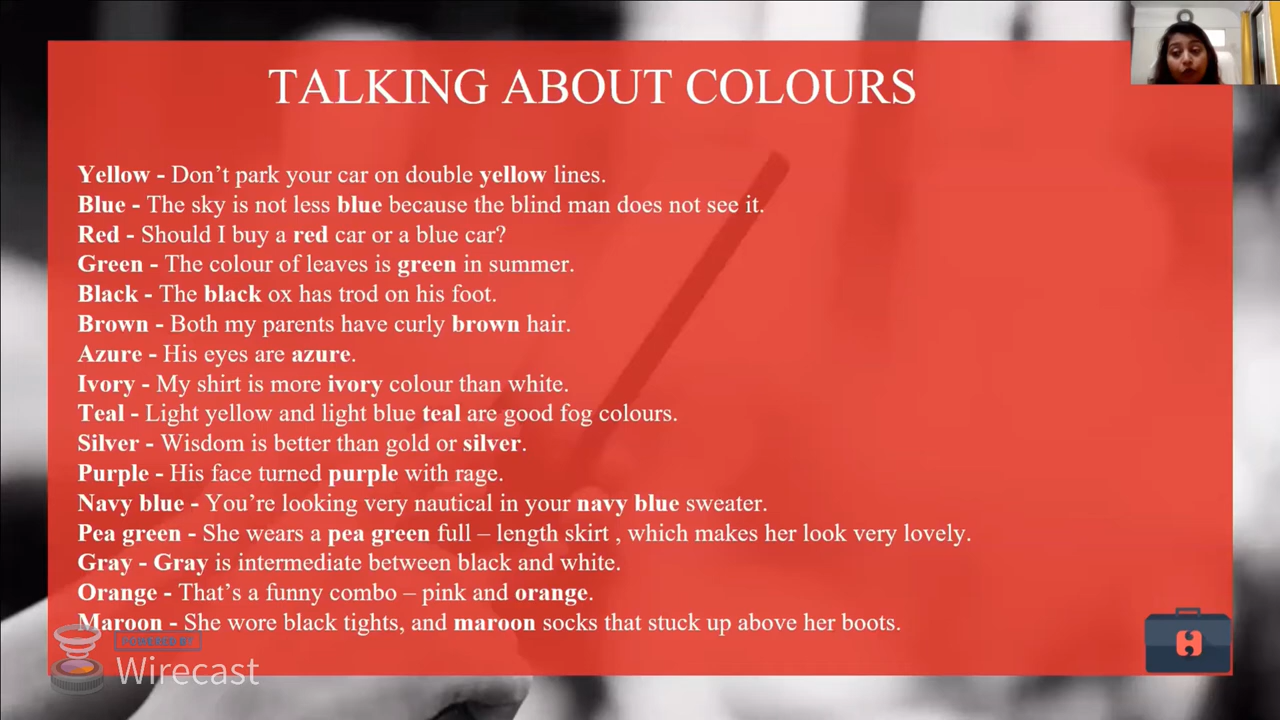 TALKING ABOUT COLOURS
Yellow - Don’t park your car on double yellow lines.
Blue - The sky is not less blue because the blind man does not see it.
Red - Should I buy a red car or a blue car?
Green - The colour of leaves is green in summer.
Black - The black ox has trod on his foot.
Brown - Both my parents have curly brown hair.
Azure - His eyes are azure.
Ivory - My shirt is more ivory colour than white.
Teal - Light yellow and light blue teal are good fog colours.
Silver - Wisdom is better than gold or silver.
Purple - His face turned purple with rage.
Navy blue - You’re looking very nautical in your navy blue sweater.
Pea green - She wears a pea green full – length skirt , which makes her look very lovely.
Gray - Gray is intermediate between black and white.
Orange - That’s a funny combo – pink and orange.
Maroon - She wore black tights, and maroon socks that stuck up above her boots.
POWERED BY
Wirecast